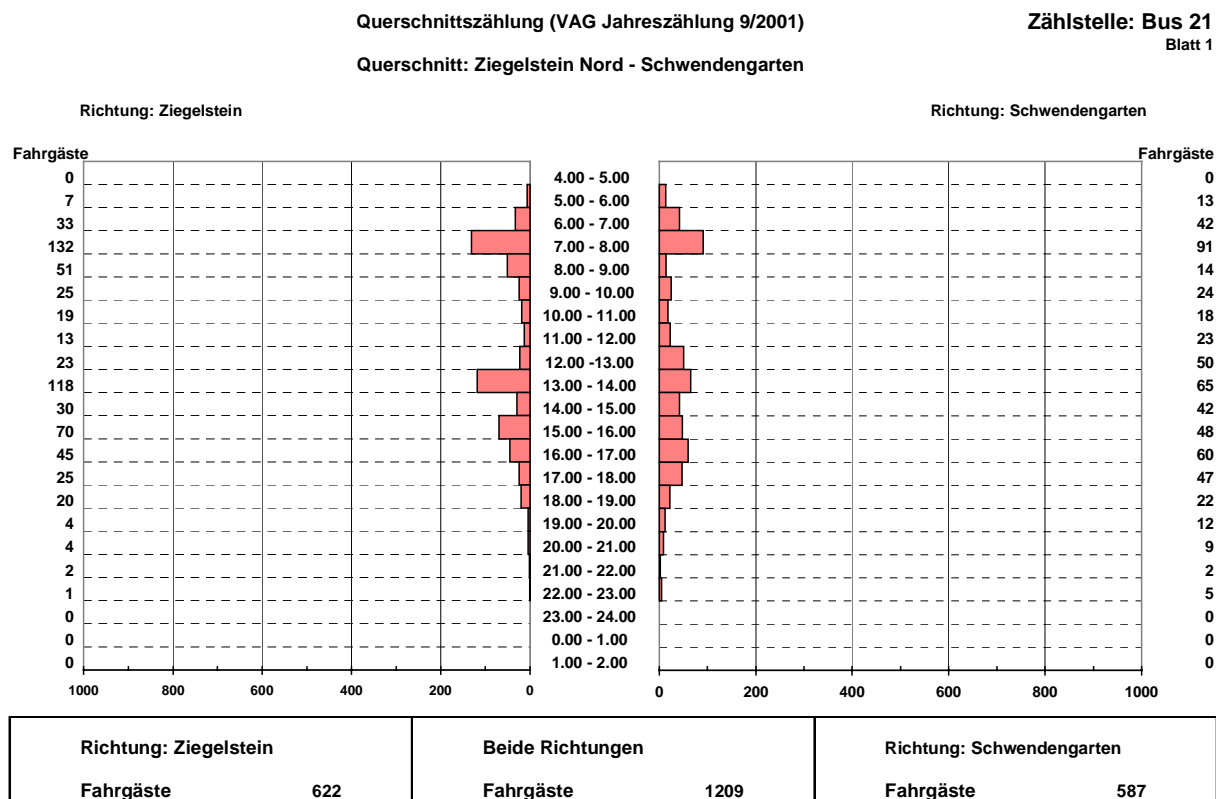 Querschnittszählung (VAG Jahreszählung 9/2001) Zählstelle: Bus 21
Blatt 1
Querschnitt: Ziegelstein Nord - Schwendengarten
Richtung: Ziegelstein Richtung: Schwendengarten
Fahrgäste Fahrgäste
0 4.00 - 5.00 0
7 5.00 - 6.00 13
33 6.00 - 7.00 42
132 7.00 - 8.00 91
51 8.00 - 9.00 14
25 9.00 - 10.00 24
19 10.00 - 11.00 18
13 11.00 - 12.00 23
23 12.00 -13.00 50
118 13.00 - 14.00 65
30 14.00 - 15.00 42
70 15.00 - 16.00 48
45 16.00 - 17.00 60
25 17.00 - 18.00 47
20 18.00 - 19.00 22
4 19.00 - 20.00 12
4 20.00 - 21.00 9
2 21.00 - 22.00 2
1 22.00 - 23.00 5
0 23.00 - 24.00 0
0 0.00 - 1.00 0
0 1.00 - 2.00 0
1000 800 600 400 200 0 0 200 400 600 800 1000
Richtung: Ziegelstein Beide Richtungen Richtung: Schwendengarten
Fahrgäste 622 Fahrgäste 1209 Fahrgäste 587